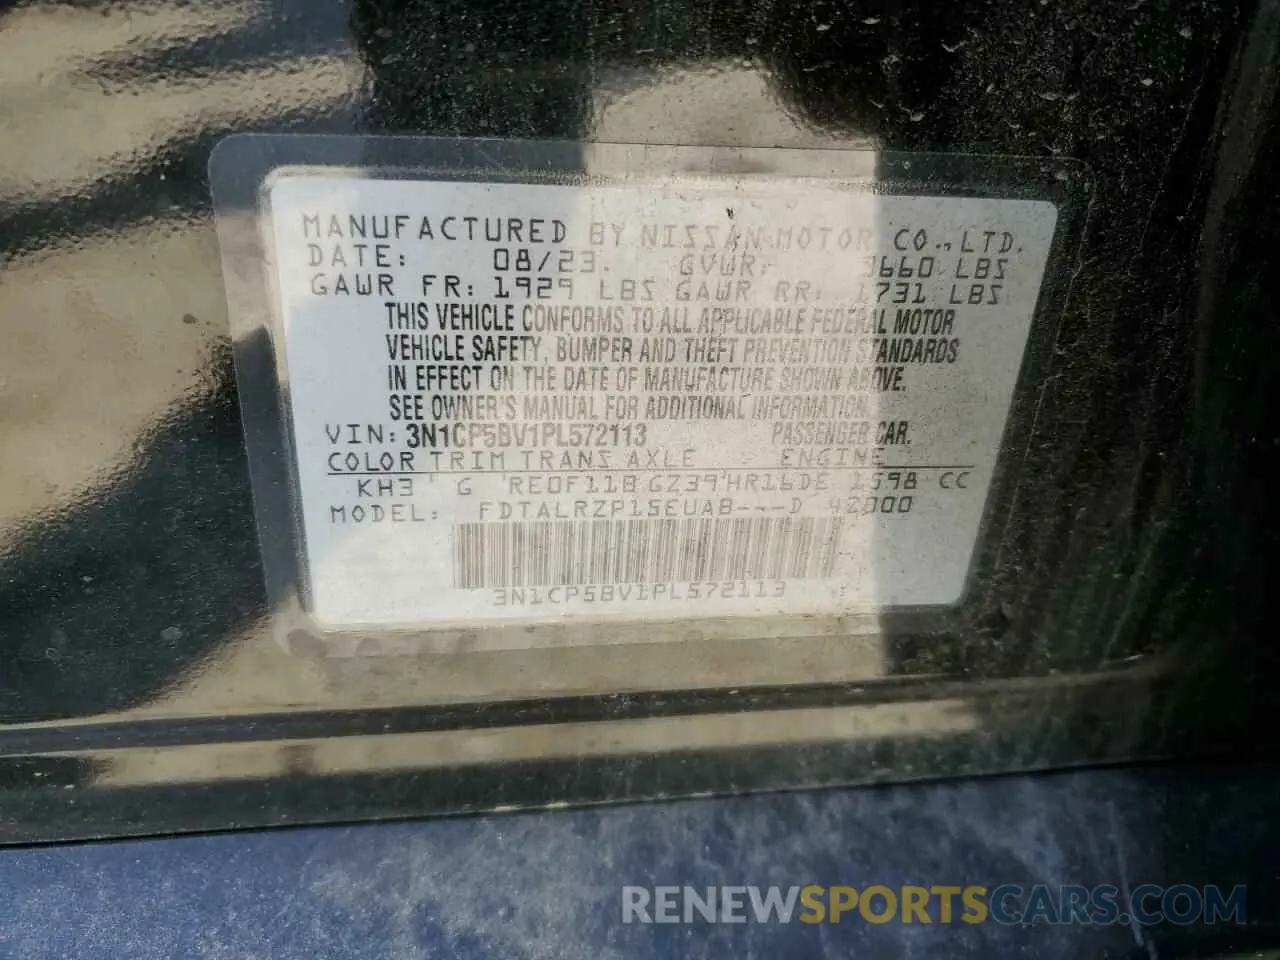 MANUFACTURED BY NISSAN MOTOR CO., LTD.
DATE: 08/23. GVWR: 3660 LBS
GAWR FR: 1929 LBS GAWR RR: 1731 LBS
THIS VEHICLE CONFORMS TO ALL APPLICABLE FEDERAL MOTOR
VEHICLE SAFETY, BUMPER AND THEFT PREVENTION STANDARDS
IN EFFECT ON THE DATE OF MANUFACTURE SHOWN ABOVE.
SEE OWNER'S MANUAL FOR ADDITIONAL INFORMATION.
VIN: 3N1CP5BV1PL572113 PASSENGER CAR.
COLOR TRIM TRANS AXLE ENGINE
KH3 G RE0F11B GZ39 HR16DE 1598 CC
MODEL: FDTALRZP15EUAB---D 42000
3N1CP5BV1PL572113
RENEWSPORTSCARS.COM